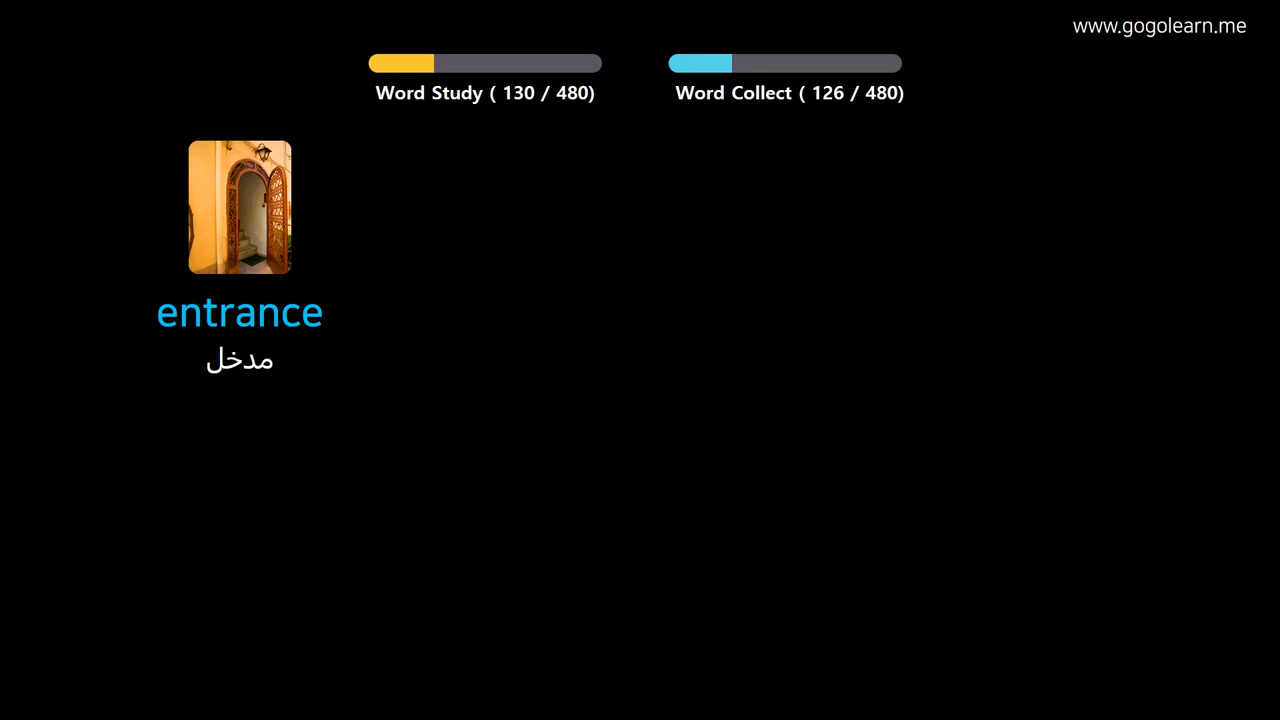 www.gogolearn.me
Word Study ( 130 / 480)
Word Collect ( 126 / 480)
entrance
مدخل